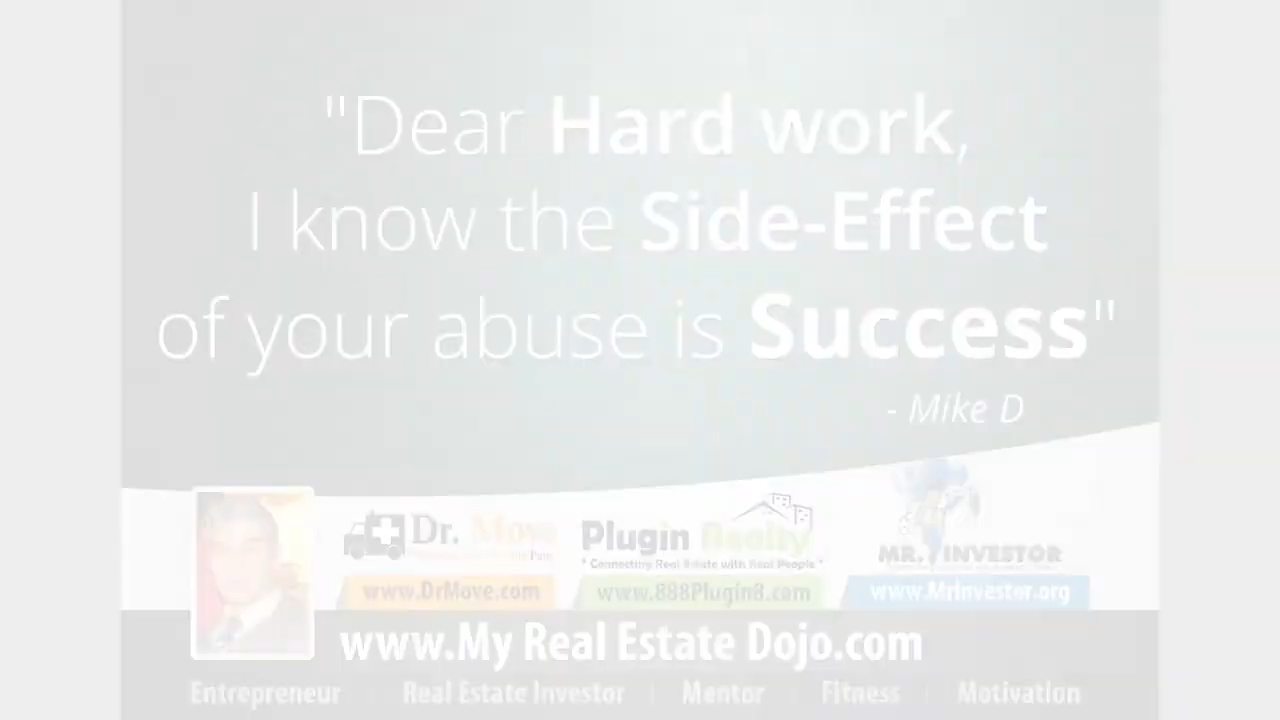 "Dear Hard work,
I know the Side-Effect
of your abuse is Success"
- Mike D
Dr. Move
Plugin Realty
" Connecting Real Estate with Real People "
MR. INVESTOR
www.DrMove.com
www.888Plugin8.com
www.MrInvestor.org
www.My Real Estate Dojo.com
Entrepreneur | Real Estate Investor | Mentor | Fitness | Motivation